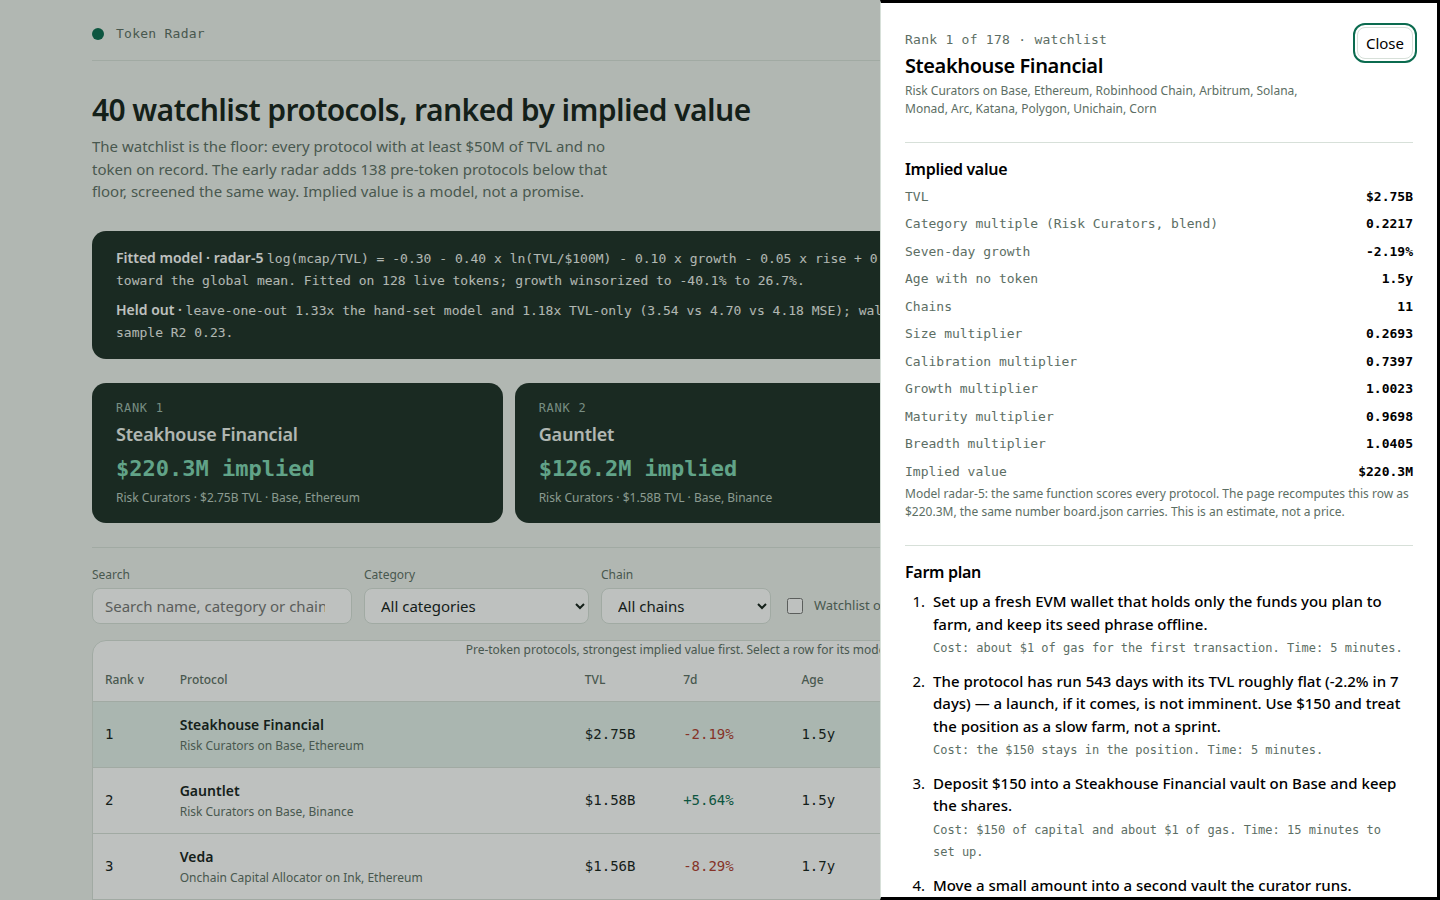 Token Radar
40 watchlist protocols, ranked by implied value
The watchlist is the floor: every protocol with at least $50M of TVL and no
token on record. The early radar adds 138 pre-token protocols below that
floor, screened the same way. Implied value is a model, not a promise.
Fitted model · radar-5 log(mcap/TVL) = -0.30 - 0.40 x ln(TVL/$100M) - 0.10 x growth - 0.05 x rise + 0
toward the global mean. Fitted on 128 live tokens; growth winsorized to -40.1% to 26.7%.
Held out · leave-one-out 1.33x the hand-set model and 1.18x TVL-only (3.54 vs 4.70 vs 4.18 MSE); wal
sample R2 0.23.
RANK 1
Steakhouse Financial
$220.3M implied
Risk Curators · $2.75B TVL · Base, Ethereum
RANK 2
Gauntlet
$126.2M implied
Risk Curators · $1.58B TVL · Base, Binance
Search
Category
Chain
Search name, category or chain
All categories
All chains
Watchlist o
Pre-token protocols, strongest implied value first. Select a row for its mode
Rank v Protocol TVL 7d Age
1 Steakhouse Financial $2.75B -2.19% 1.5y
Risk Curators on Base, Ethereum
2 Gauntlet $1.58B +5.64% 1.5y
Risk Curators on Base, Binance
3 Veda $1.56B -8.29% 1.7y
Onchain Capital Allocator on Ink, Ethereum
Rank 1 of 178 · watchlist
Close
Steakhouse Financial
Risk Curators on Base, Ethereum, Robinhood Chain, Arbitrum, Solana,
Monad, Arc, Katana, Polygon, Unichain, Corn
Implied value
TVL $2.75B
Category multiple (Risk Curators, blend) 0.2217
Seven-day growth -2.19%
Age with no token 1.5y
Chains 11
Size multiplier 0.2693
Calibration multiplier 0.7397
Growth multiplier 1.0023
Maturity multiplier 0.9698
Breadth multiplier 1.0405
Implied value $220.3M
Model radar-5: the same function scores every protocol. The page recomputes this row as
$220.3M, the same number board.json carries. This is an estimate, not a price.
Farm plan
1. Set up a fresh EVM wallet that holds only the funds you plan to
farm, and keep its seed phrase offline.
Cost: about $1 of gas for the first transaction. Time: 5 minutes.
2. The protocol has run 543 days with its TVL roughly flat (-2.2% in 7
days) — a launch, if it comes, is not imminent. Use $150 and treat
the position as a slow farm, not a sprint.
Cost: the $150 stays in the position. Time: 5 minutes.
3. Deposit $150 into a Steakhouse Financial vault on Base and keep
the shares.
Cost: $150 of capital and about $1 of gas. Time: 15 minutes to
set up.
4. Move a small amount into a second vault the curator runs.